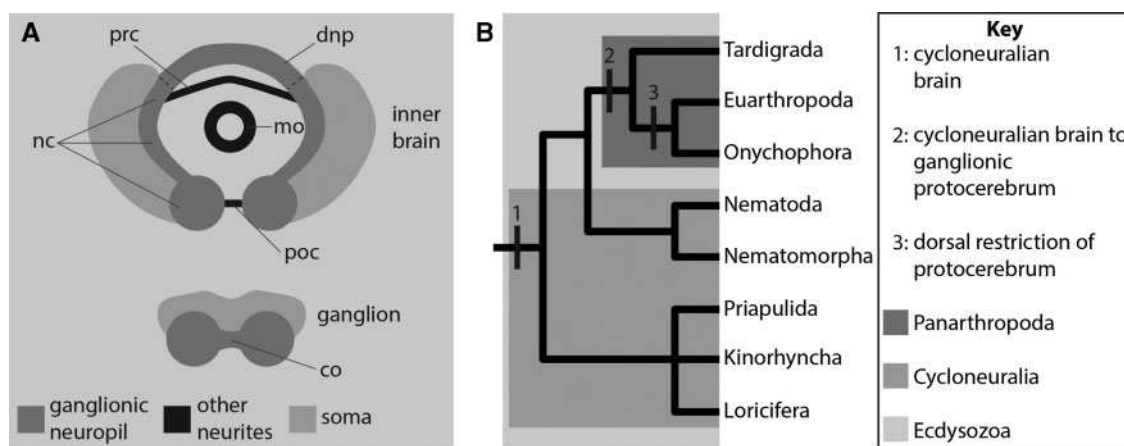 A
prc
dnp
nc
mo
inner
brain
poc
ganglion
co
ganglionic
neuropil
other
neurites
soma
B
2
Tardigrada
3
Euarthropoda
Onychophora
1
Nematoda
Nematomorpha
Priapulida
Kinorhyncha
Loricifera
Key
1: cycloneuralian
brain
2: cycloneuralian brain to
ganglionic
protocerebrum
3: dorsal restriction of
protocerebrum
Panarthropoda
Cycloneuralia
Ecdysozoa